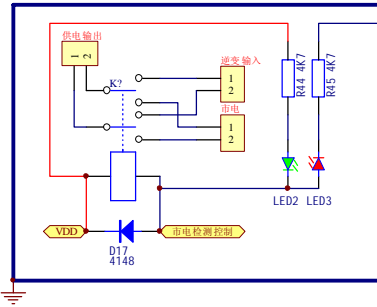 供电输出
1 2
K?
逆变输入
1
2
市电
1
2
R44 4K7
R45 4K7
LED2
LED3
VDD
市电检测控制
D17
4148